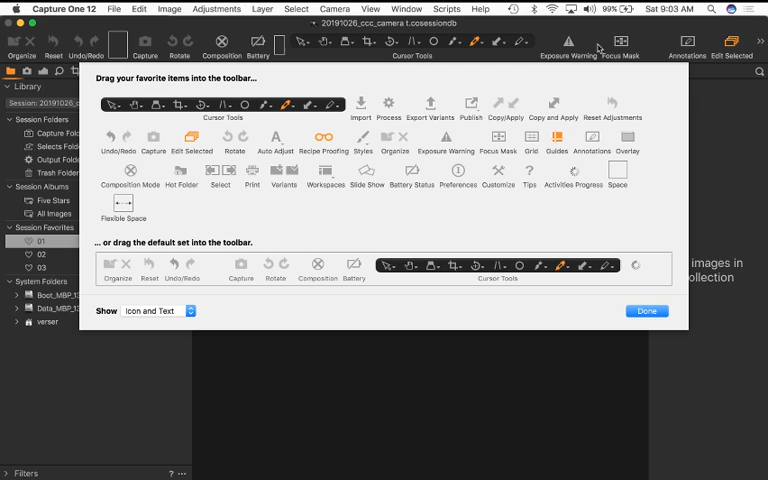 Capture One 12 File Edit Image Adjustments Layer Select Camera View Window Scripts Help 99% Sat 9:03 AM
20191026_ccc_camera t.cosessiondb
Organize Reset Undo/Redo Capture Rotate Composition Battery Cursor Tools Exposure Warning Focus Mask Annotations Edit Selected
Library
Session: 20191026_c
Session Folders
Capture Fol
Selects Fold
Output Fold
Trash Folder
Session Albums
Five Stars
All Images
Session Favorites
01
02
03
System Folders
Boot_MBP_13
Data_MBP_13
verser
Drag your favorite items into the toolbar...
Cursor Tools Import Process Export Variants Publish Copy/Apply Copy and Apply Reset Adjustments
Undo/Redo Capture Edit Selected Rotate Auto Adjust Recipe Proofing Styles Organize Exposure Warning Focus Mask Grid Guides Annotations Overlay
Composition Mode Hot Folder Select Print Variants Workspaces Slide Show Battery Status Preferences Customize Tips Activities Progress Space
Flexible Space
... or drag the default set into the toolbar.
Organize Reset Undo/Redo Capture Rotate Composition Battery Cursor Tools
Show Icon and Text Done
images in
ollection
Filters ? ...